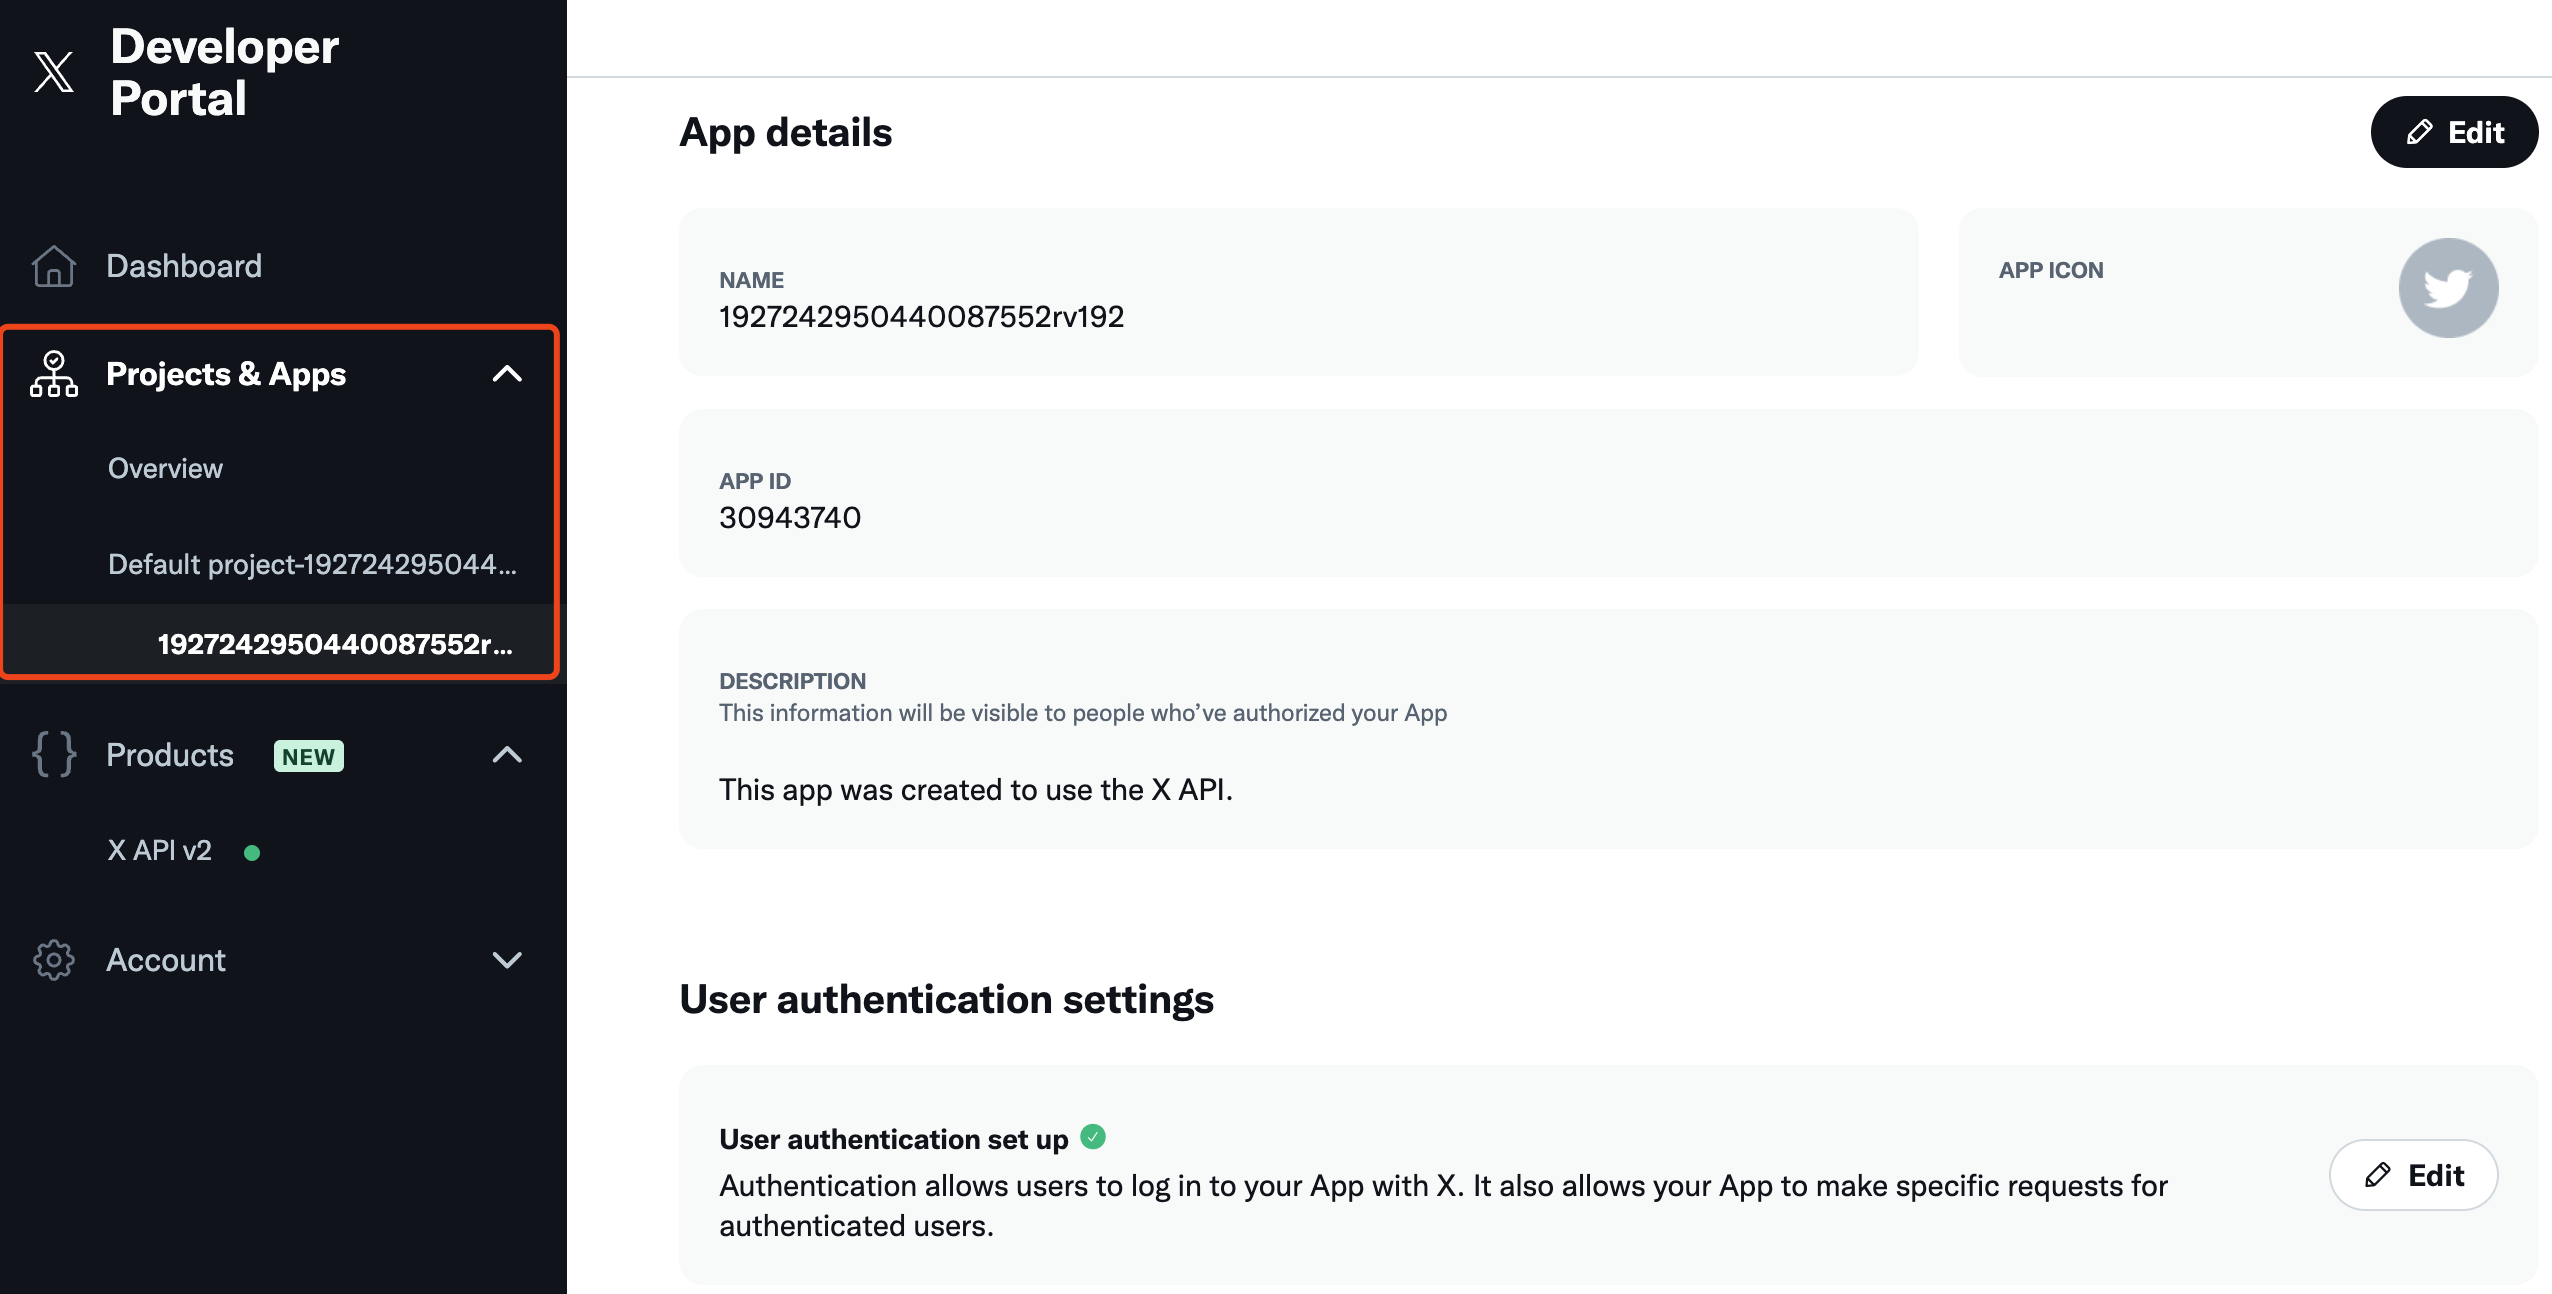 Developer
Portal
Dashboard
Projects & Apps
Overview
Default project-192724295044...
1927242950440087552r...
Products NEW
X API v2
Account
App details
Edit
NAME
1927242950440087552rv192
APP ICON
APP ID
30943740
DESCRIPTION
This information will be visible to people who’ve authorized your App
This app was created to use the X API.
User authentication settings
User authentication set up
Authentication allows users to log in to your App with X. It also allows your App to make specific requests for
authenticated users.
Edit